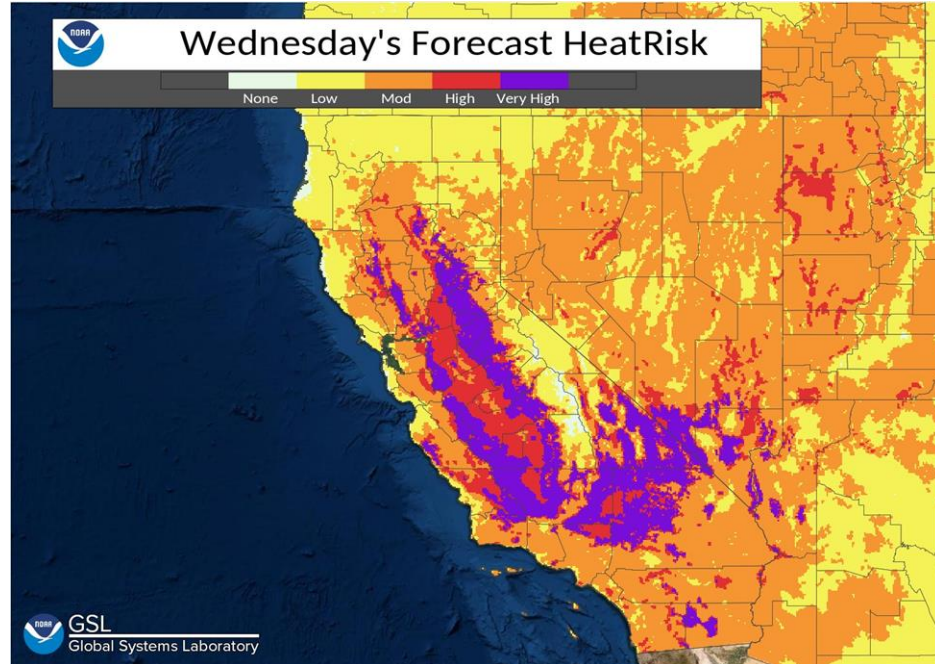 NOAA
Wednesday's Forecast HeatRisk
None Low Mod High Very High
NOAA
GSL
Global Systems Laboratory